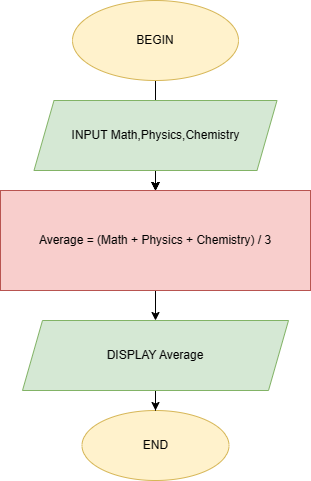 BEGIN
INPUT Math,Physics,Chemistry
Average = (Math + Physics + Chemistry) / 3
DISPLAY Average
END